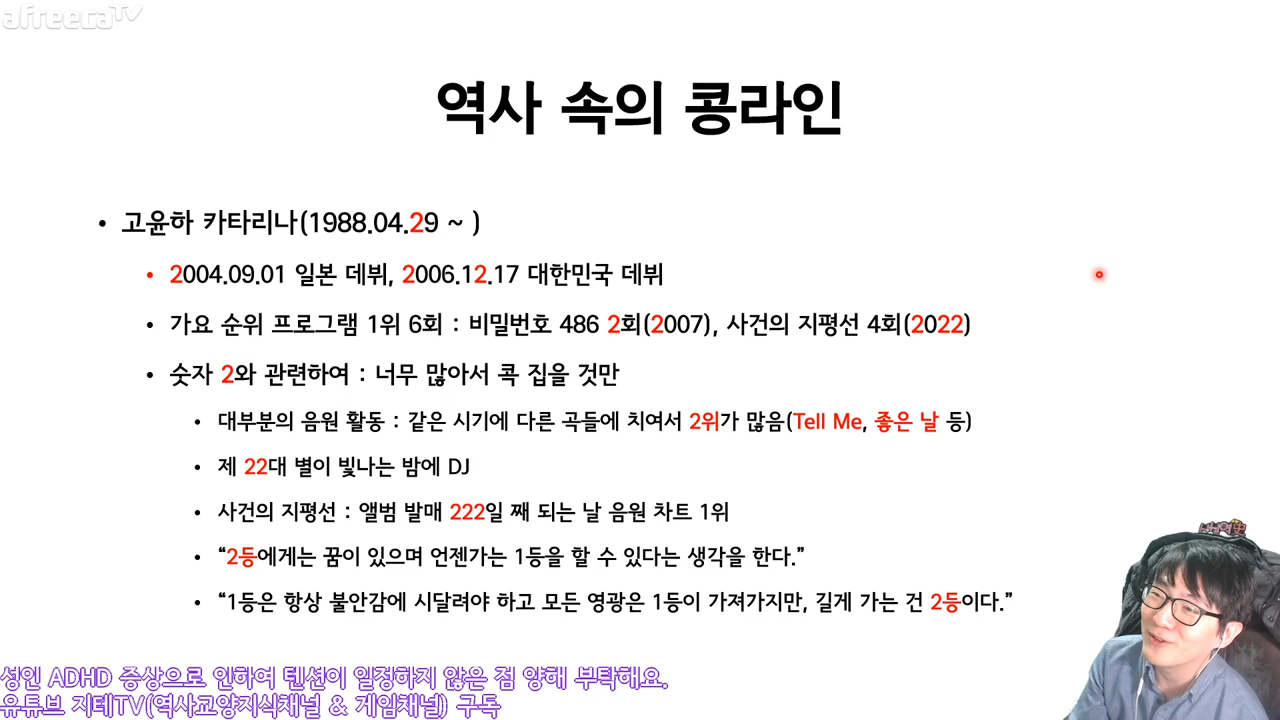 afreecaTV
역사 속의 콩라인
• 고윤하 카타리나(1988.04.29 ~ )
• 2004.09.01 일본 데뷔, 2006.12.17 대한민국 데뷔
• 가요 순위 프로그램 1위 6회 : 비밀번호 486 2회(2007), 사건의 지평선 4회(2022)
• 숫자 2와 관련하여 : 너무 많아서 콕 집을 것만
• 대부분의 음원 활동 : 같은 시기에 다른 곡들에 치여서 2위가 많음(Tell Me, 좋은 날 등)
• 제 22대 별이 빛나는 밤에 DJ
• 사건의 지평선 : 앨범 발매 222일 째 되는 날 음원 차트 1위
• “2등에게는 꿈이 있으며 언젠가는 1등을 할 수 있다는 생각을 한다.”
• “1등은 항상 불안감에 시달려야 하고 모든 영광은 1등이 가져가지만, 길게 가는 건 2등이다.”
성인 ADHD 증상으로 인하여 텐션이 일정하지 않은 점 양해 부탁해요.
유튜브 지테TV(역사교양지식채널 & 게임채널) 구독